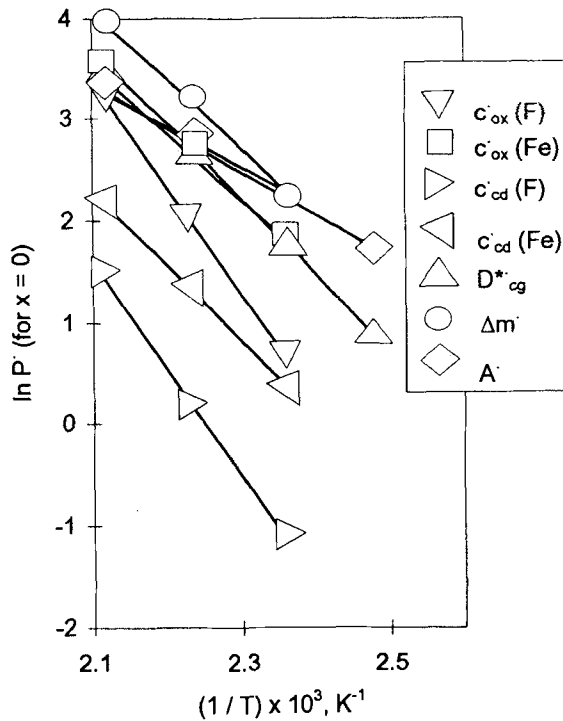 4
3
2
1
0
-1
-2
ln P˙ (for x = 0)
2.1 2.3 2.5
(1 / T) x 10³, K⁻¹
c˙ox (F)
c˙ox (Fe)
c˙cd (F)
c˙cd (Fe)
D*˙cg
Δm˙
A˙